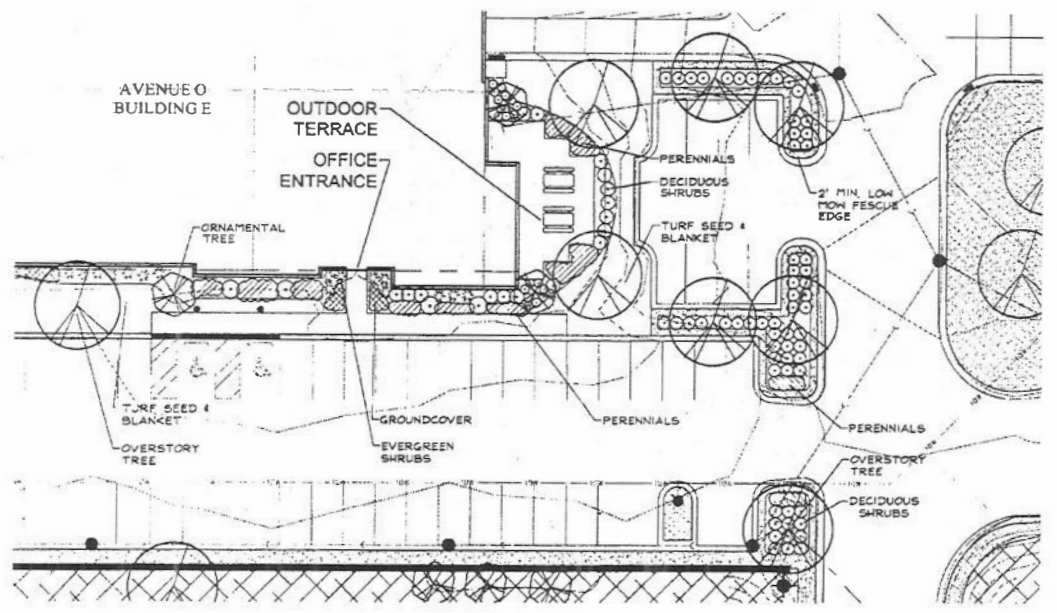 AVENUE O
BUILDING E
OUTDOOR
TERRACE
OFFICE
ENTRANCE
PERENNIALS
DECIDUOUS
SHRUBS
2' MIN. LOW
MOW FESCUE
EDGE
ORNAMENTAL
TREE
TURF SEED &
BLANKET
TURF SEED &
BLANKET
GROUNDCOVER
PERENNIALS
PERENNIALS
OVERSTORY
TREE
EVERGREEN
SHRUBS
OVERSTORY
TREE
DECIDUOUS
SHRUBS